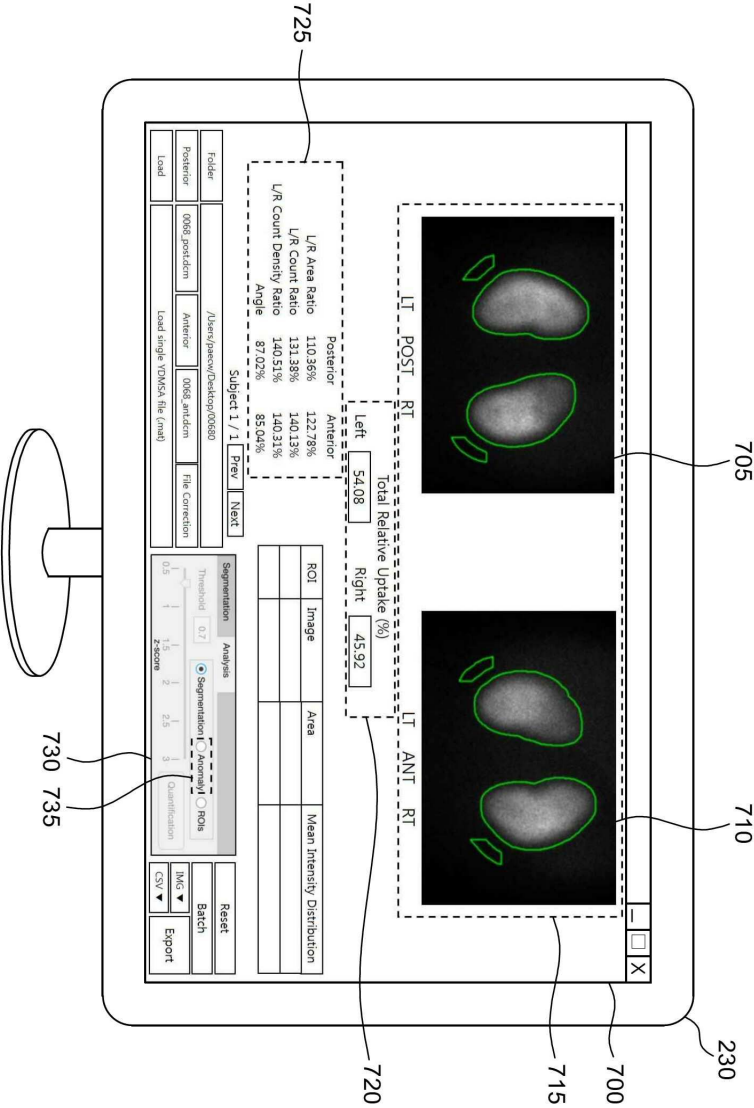 705
710
230
700
715
720
725
730
735
_ □ X
LT POST RT
LT ANT RT
Total Relative Uptake (%)
Left 54.08 Right 45.92
Posterior Anterior
L/R Area Ratio 110.36% 122.78%
L/R Count Ratio 131.38% 140.13%
L/R Count Density Ratio 140.51% 140.31%
Angle 87.02% 85.04%
Subject 1 / 1 Prev Next
ROI Image Area Mean Intensity Distribution
Folder /Users/paecw/Desktop/00680
Posterior 0068_post.dcm Anterior 0068_ant.dcm File Correction
Load Load single YDMSA file (.mat)
Segmentation Analysis
Threshold 0.7 Segmentation Anomaly ROIs
0.5 1 1.5 2 2.5 3 Quantification
z-score
Reset
Batch
IMG ▼
CSV ▼
Export